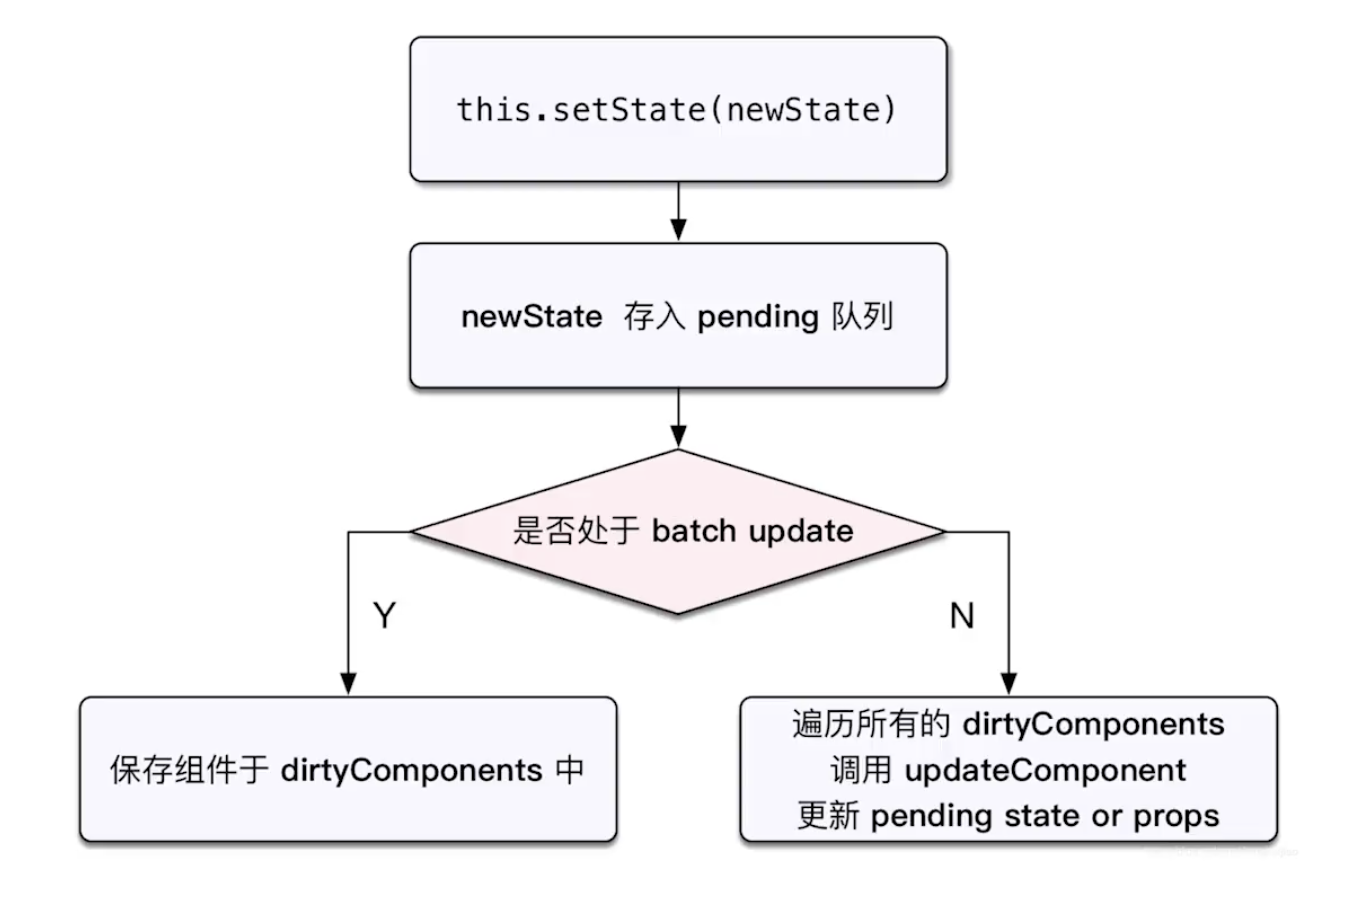 this.setState(newState)
newState 存入 pending 队列
是否处于 batch update
Y
N
保存组件于 dirtyComponents 中
遍历所有的 dirtyComponents
调用 updateComponent
更新 pending state or props